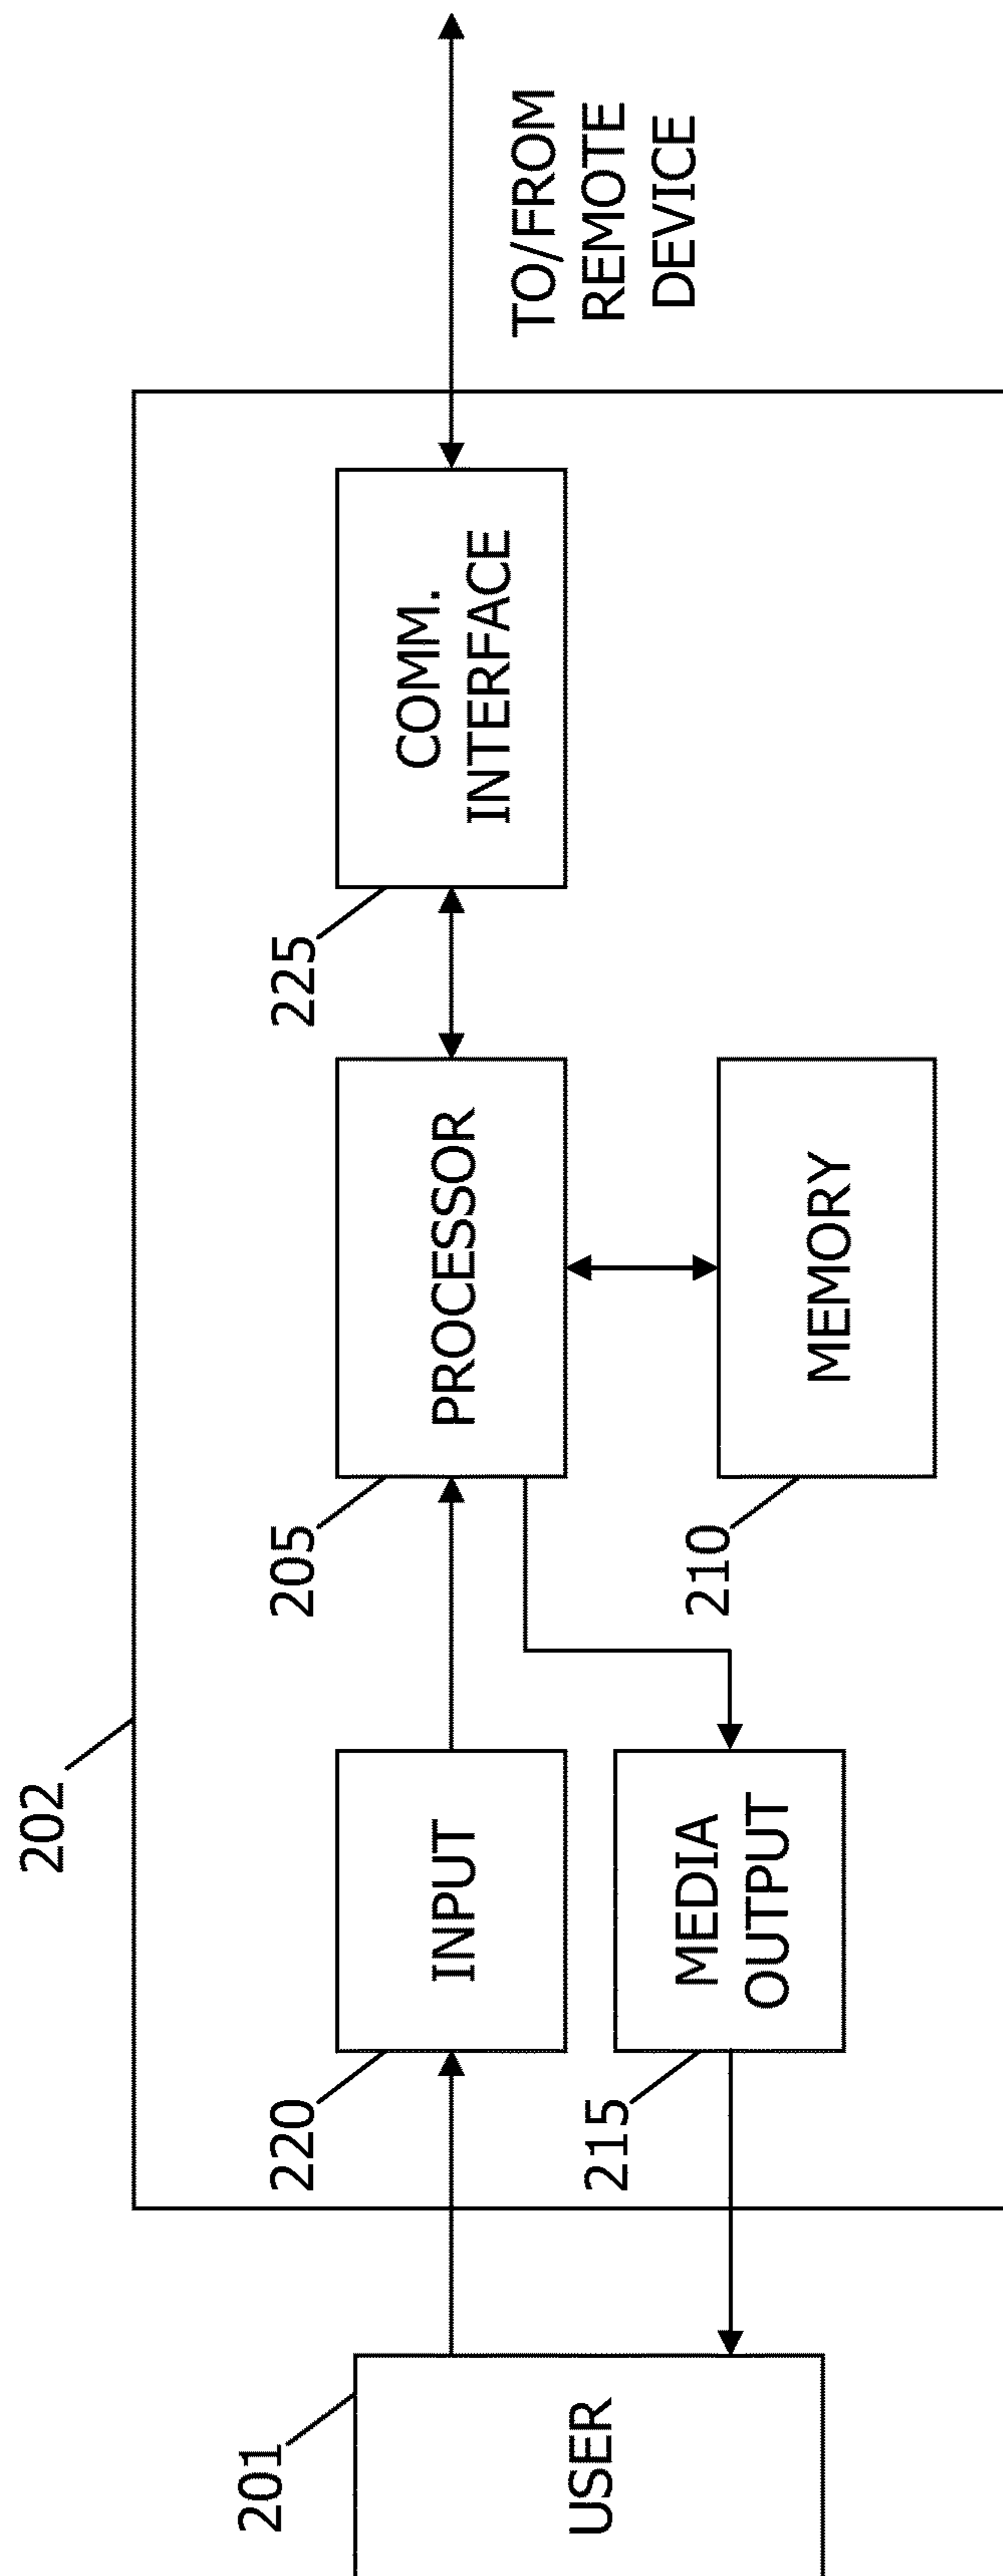 202
201
USER
220
INPUT
215
MEDIA
OUTPUT
205
PROCESSOR
210
MEMORY
225
COMM.
INTERFACE
TO/FROM
REMOTE
DEVICE